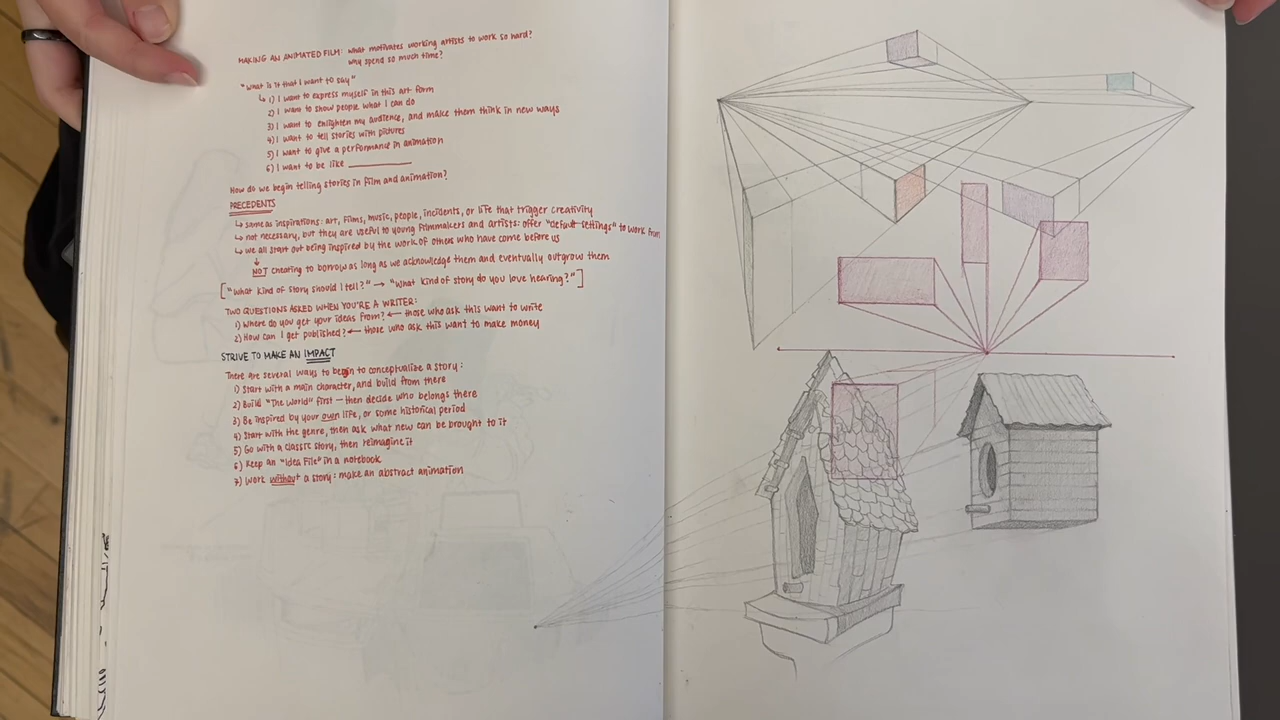 MAKING AN ANIMATED FILM: what motivates working artists to work so hard?
why spend so much time?
"What is it that I want to say"
↳ 1) I want to express myself in this art form
2) I want to show people what I can do
3) I want to enlighten my audience, and make them think in new ways
4) I want to tell stories with pictures
5) I want to give a performance in animation
6) I want to be like ________
How do we begin telling stories in film and animation?
PRECEDENTS
↳ same as inspirations: art, films, music, people, incidents, or life that trigger creativity
↳ not necessary, but they are useful to young filmmakers and artists: offer "default settings" to work from
↳ we all start out being inspired by the work of others who have come before us
↓
NOT cheating to borrow as long as we acknowledge them and eventually outgrow them
["What kind of story should I tell?" → "What kind of story do you love hearing?"]
TWO QUESTIONS ASKED WHEN YOU'RE A WRITER:
1) Where do you get your ideas from? ← those who ask this want to write
2) How can I get published? ← those who ask this want to make money
STRIVE TO MAKE AN IMPACT
There are several ways to begin to conceptualize a story:
1) Start with a main character, and build from there
2) Build "The World" first — then decide who belongs there
3) Be inspired by your own life, or some historical period
4) Start with the genre, then ask what new can be brought to it
5) Go with a classic story, then reimagine it
6) Keep an "Idea File" in a notebook
7) Work without a story: make an abstract animation